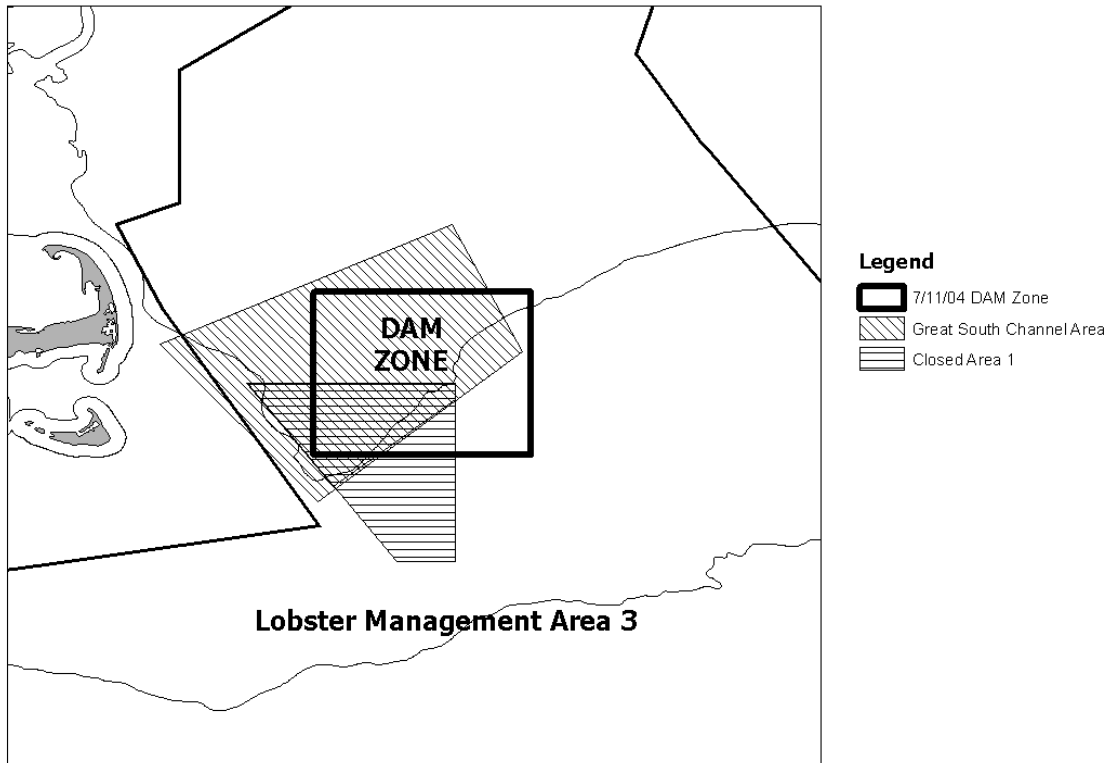 DAM
ZONE
Lobster Management Area 3
Legend
7/11/04 DAM Zone
Great South Channel Area
Closed Area 1